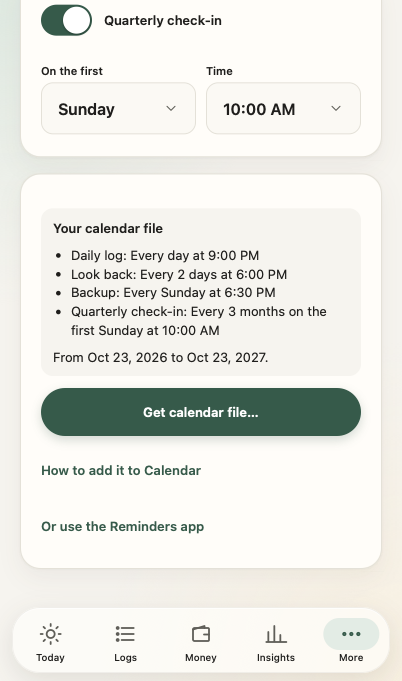 Quarterly check-in
On the first
Time
Sunday
10:00 AM
Your calendar file
• Daily log: Every day at 9:00 PM
• Look back: Every 2 days at 6:00 PM
• Backup: Every Sunday at 6:30 PM
• Quarterly check-in: Every 3 months on the
first Sunday at 10:00 AM
From Oct 23, 2026 to Oct 23, 2027.
Get calendar file...
How to add it to Calendar
Or use the Reminders app
Today
Logs
Money
Insights
More